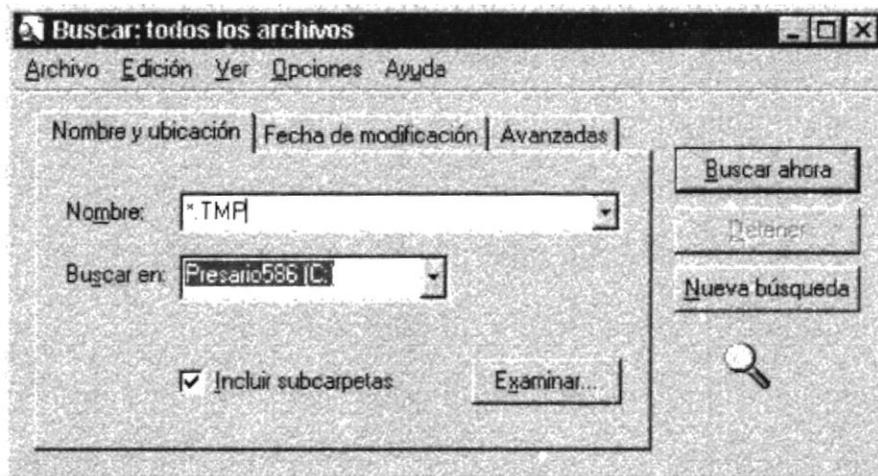 Buscar: todos los archivos
Archivo Edición Ver Opciones Ayuda
Nombre y ubicación Fecha de modificación Avanzadas
Nombre: *.TMP
Buscar en: Presario586 (C:)
Incluir subcarpetas
Examinar...
Buscar ahora
Detener
Nueva búsqueda